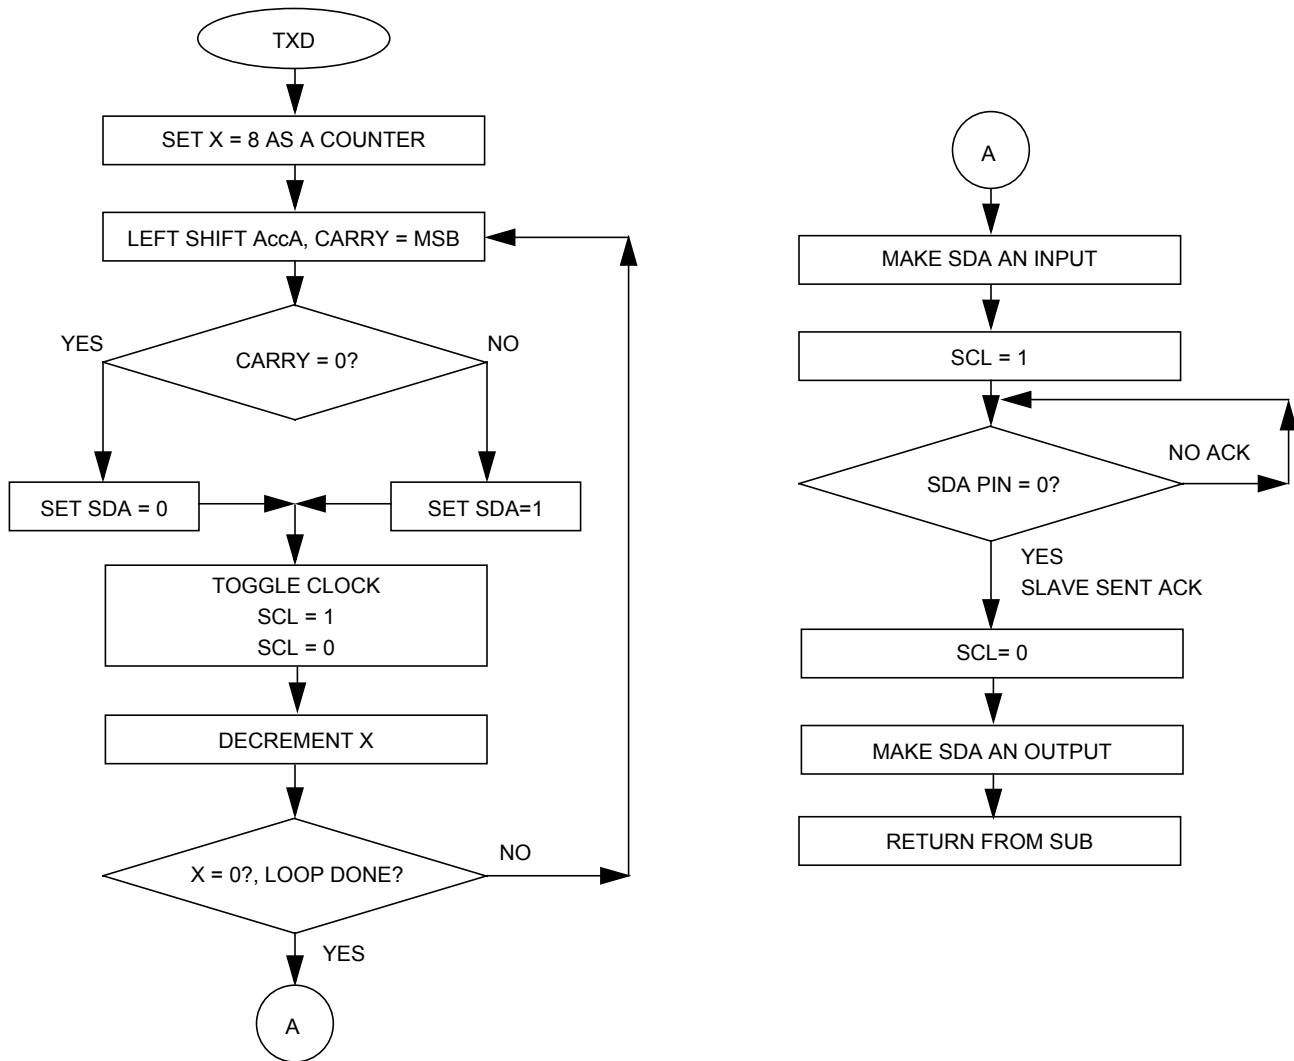 TXD
SET X = 8 AS A COUNTER
LEFT SHIFT AccA, CARRY = MSB
YES
NO
CARRY = 0?
SET SDA = 0
SET SDA=1
TOGGLE CLOCK
SCL = 1
SCL = 0
DECREMENT X
NO
X = 0?, LOOP DONE?
YES
A
A
MAKE SDA AN INPUT
SCL = 1
NO ACK
SDA PIN = 0?
YES
SLAVE SENT ACK
SCL= 0
MAKE SDA AN OUTPUT
RETURN FROM SUB